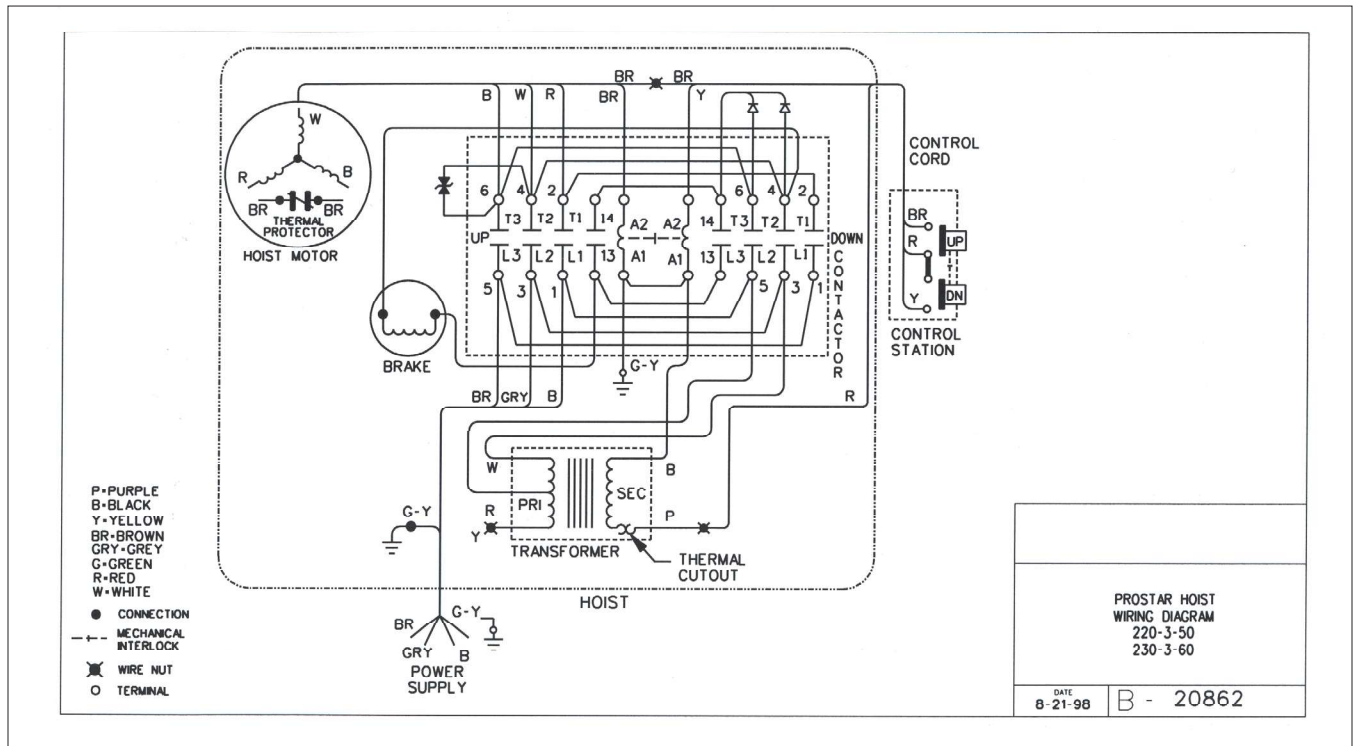 BR BR
B W R BR Y
W
R B
BR BR
THERMAL
PROTECTOR
HOIST MOTOR
CONTROL
CORD
6 4 2 6 4 2
T3 T2 T1 14 A2 A2 14 T3 T2 T1
UP DOWN
L3 L2 L1 13 A1 A1 13 L3 L2 L1
5 3 1 5 3 1
CONTACTOR
BR
R
Y
UP
DN
CONTROL
STATION
BRAKE
G-Y
BR GRY B
R
W B
PRI SEC
R P
Y
TRANSFORMER
THERMAL
CUTOUT
G-Y
HOIST
P=PURPLE
B=BLACK
Y=YELLOW
BR=BROWN
GRY=GREY
G=GREEN
R=RED
W=WHITE
CONNECTION
MECHANICAL
INTERLOCK
WIRE NUT
TERMINAL
BR G-Y
GRY B
POWER
SUPPLY
PROSTAR HOIST
WIRING DIAGRAM
220-3-50
230-3-60
DATE
8-21-98
B - 20862